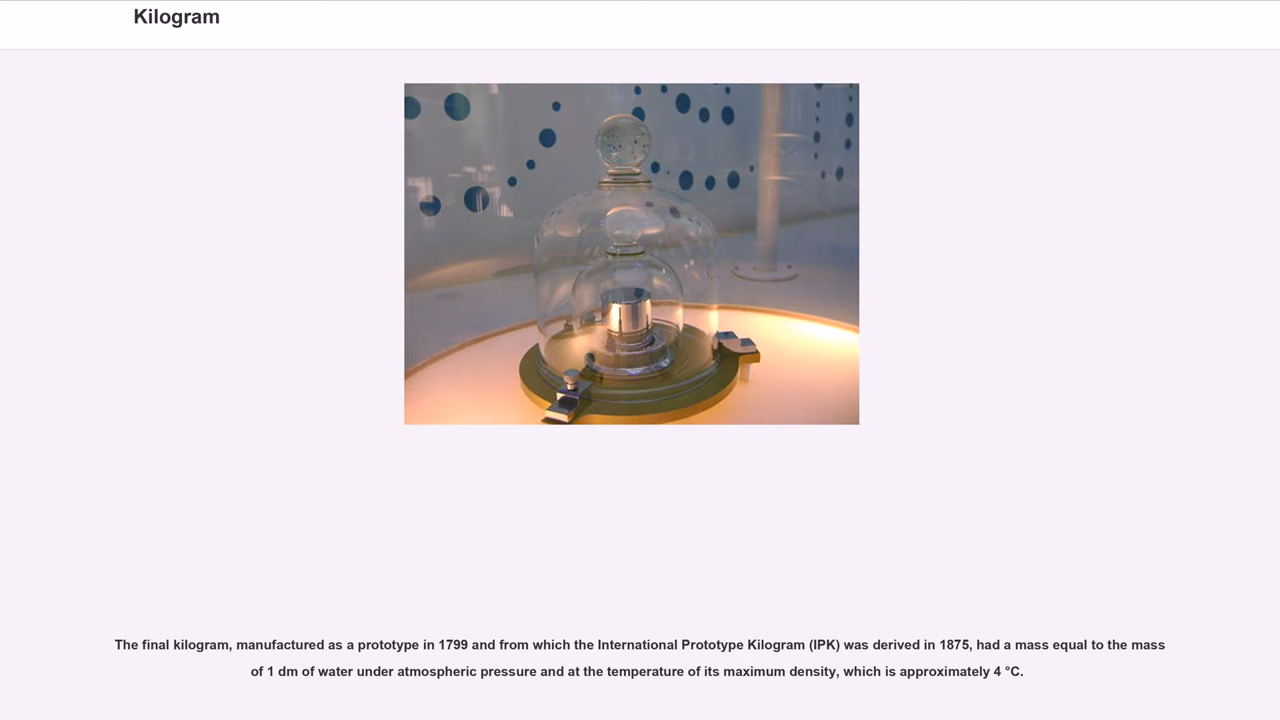 Kilogram
The final kilogram, manufactured as a prototype in 1799 and from which the International Prototype Kilogram (IPK) was derived in 1875, had a mass equal to the mass
of 1 dm of water under atmospheric pressure and at the temperature of its maximum density, which is approximately 4 °C.